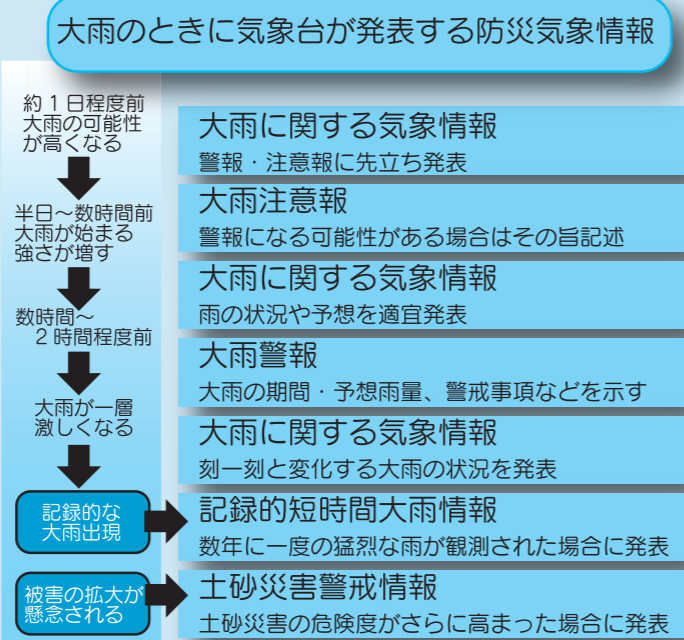 大雨のときに気象台が発表する防災気象情報
約1日程度前
大雨の可能性
が高くなる
大雨に関する気象情報
警報・注意報に先立ち発表
半日～数時間前
大雨が始まる
強さが増す
大雨注意報
警報になる可能性がある場合はその旨記述
大雨に関する気象情報
雨の状況や予想を適宜発表
数時間～
2時間程度前
大雨警報
大雨の期間・予想雨量、警戒事項などを示す
大雨が一層
激しくなる
大雨に関する気象情報
刻一刻と変化する大雨の状況を発表
記録的な
大雨出現
記録的短時間大雨情報
数年に一度の猛烈な雨が観測された場合に発表
被害の拡大が
懸念される
土砂災害警戒情報
土砂災害の危険度がさらに高まった場合に発表